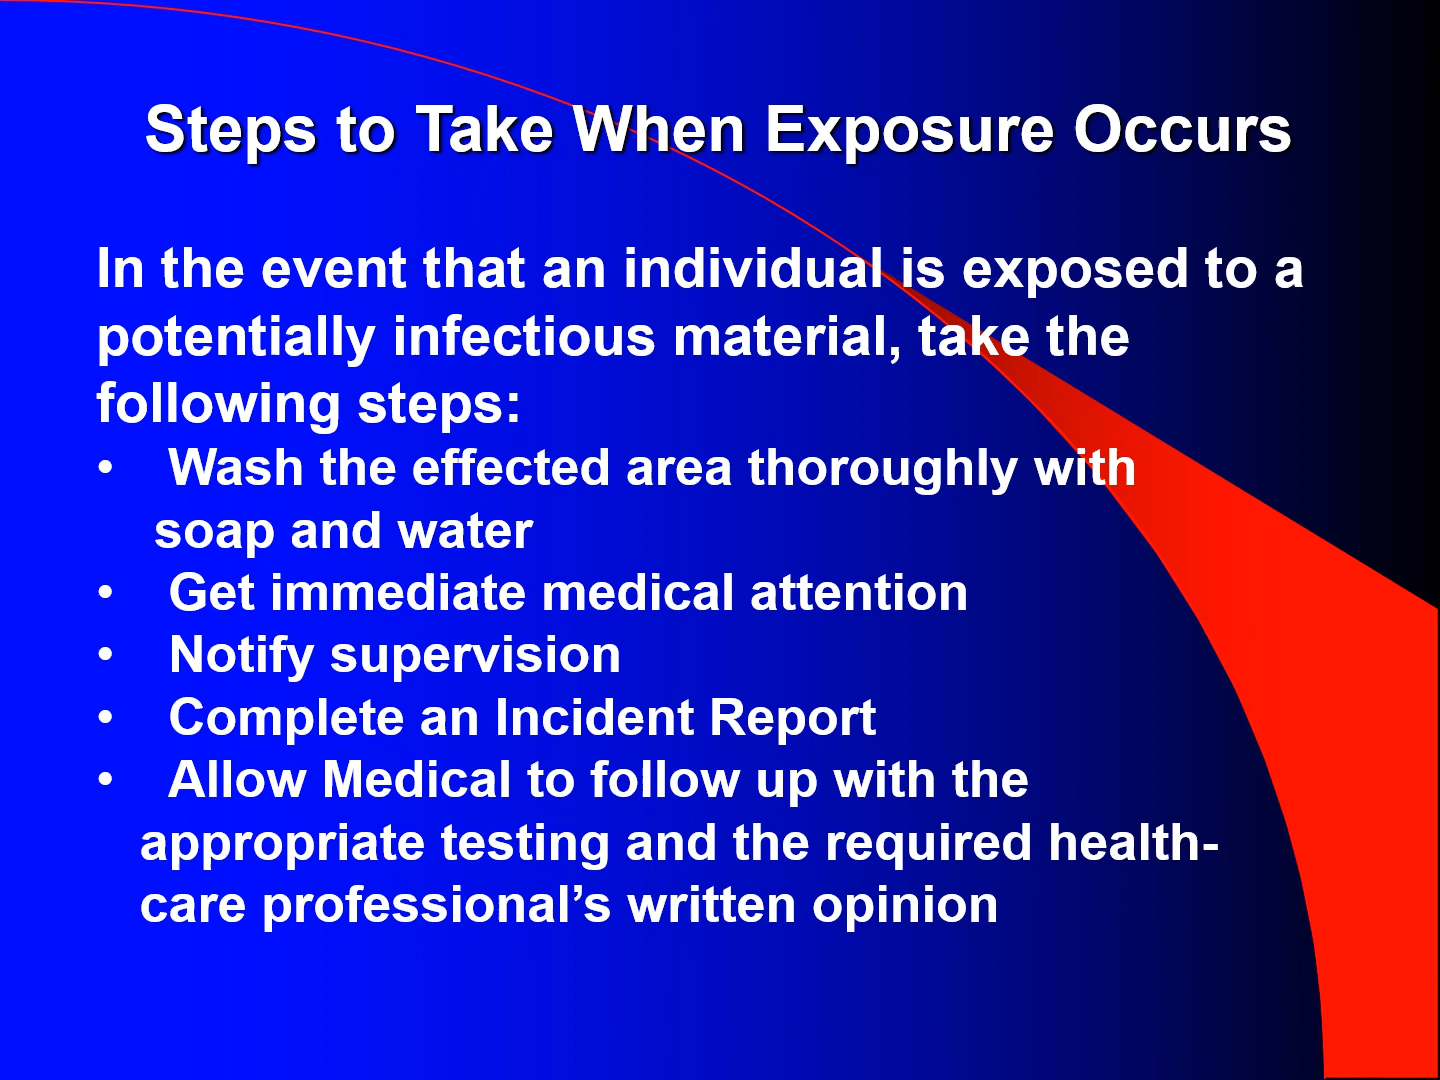 Steps to Take When Exposure Occurs
In the event that an individual is exposed to a
potentially infectious material, take the
following steps:
• Wash the effected area thoroughly with
soap and water
• Get immediate medical attention
• Notify supervision
• Complete an Incident Report
• Allow Medical to follow up with the
appropriate testing and the required health-
care professional’s written opinion